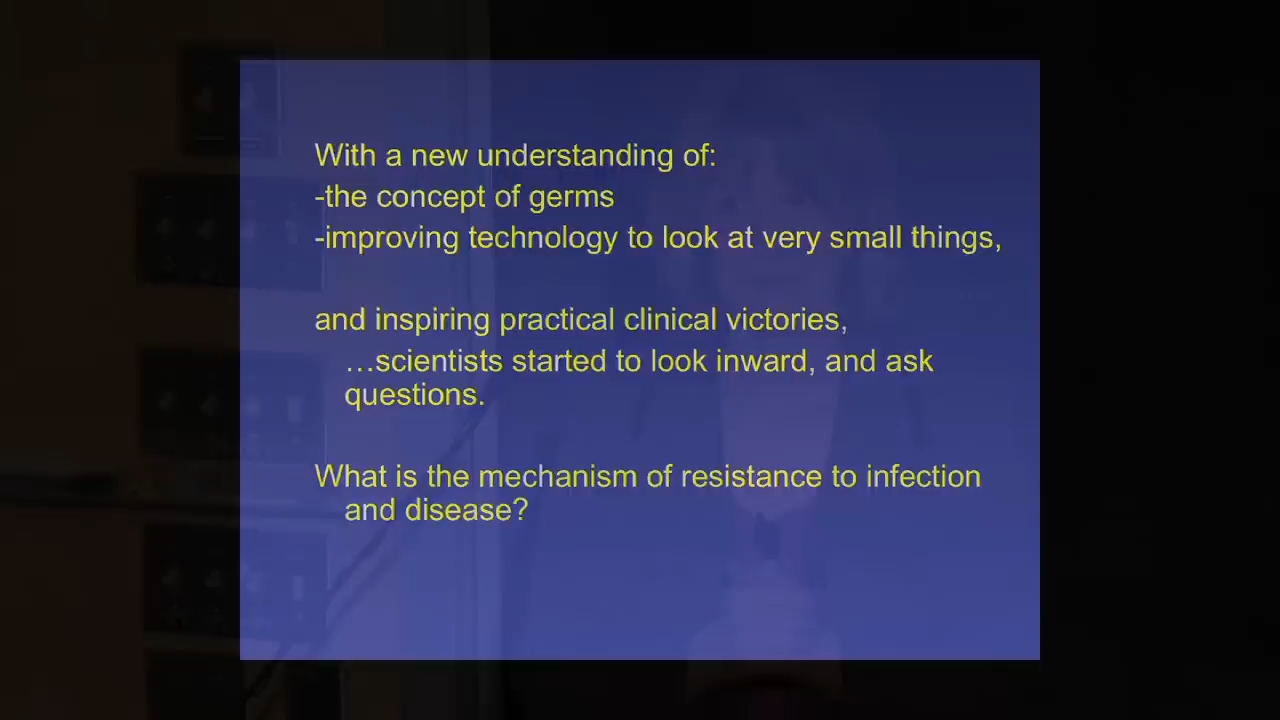 With a new understanding of:
-the concept of germs
-improving technology to look at very small things,
and inspiring practical clinical victories,
…scientists started to look inward, and ask
questions.
What is the mechanism of resistance to infection
and disease?